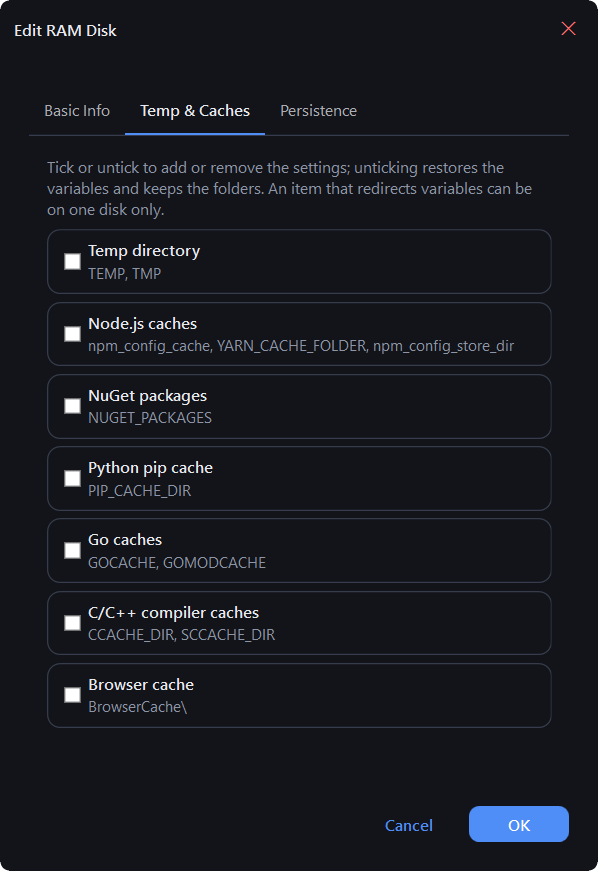 Edit RAM Disk
Basic Info
Temp & Caches
Persistence
Tick or untick to add or remove the settings; unticking restores the
variables and keeps the folders. An item that redirects variables can be
on one disk only.
Temp directory
TEMP, TMP
Node.js caches
npm_config_cache, YARN_CACHE_FOLDER, npm_config_store_dir
NuGet packages
NUGET_PACKAGES
Python pip cache
PIP_CACHE_DIR
Go caches
GOCACHE, GOMODCACHE
C/C++ compiler caches
CCACHE_DIR, SCCACHE_DIR
Browser cache
BrowserCache\
Cancel
OK